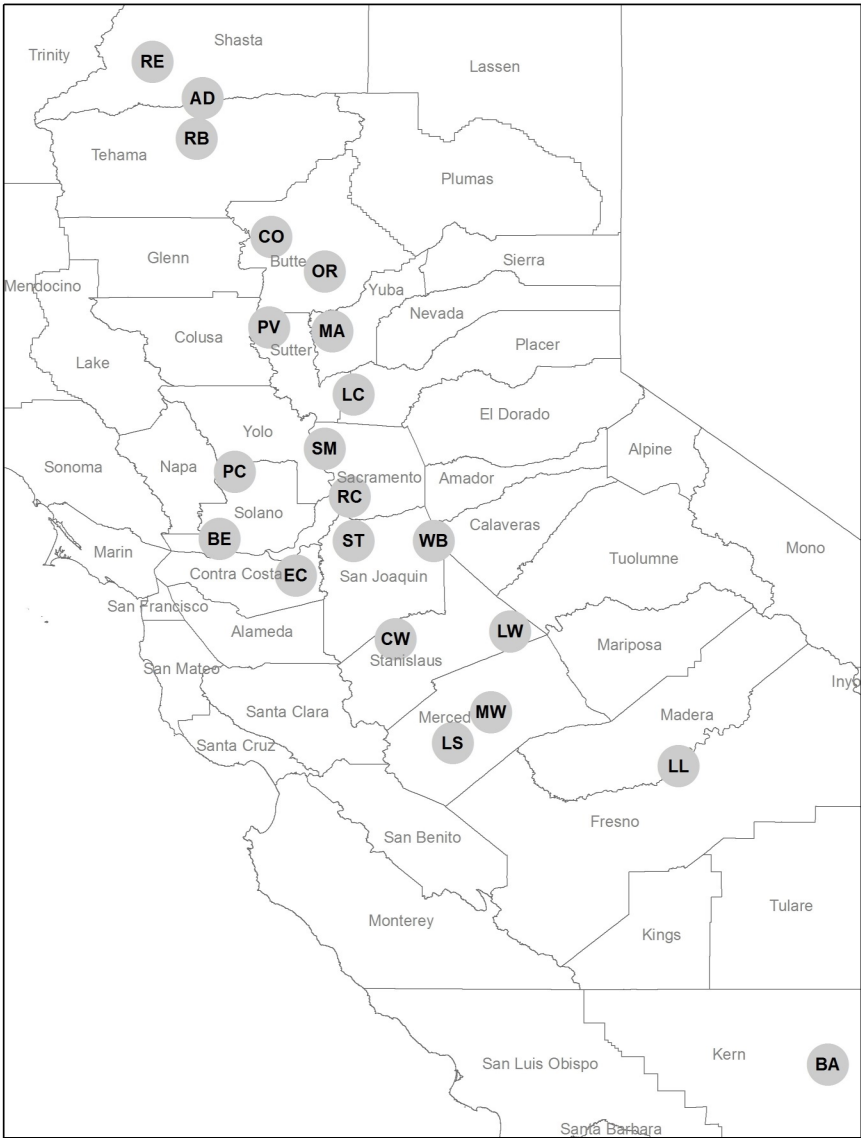 Shasta
Trinity
RE
Lassen
AD
RB
Tehama
Plumas
CO
Glenn
Butte
OR
Sierra
Mendocino
Yuba
Nevada
PV
MA
Colusa
Sutter
Placer
Lake
LC
El Dorado
Yolo
SM
Alpine
Sonoma
Napa
PC
Sacramento
Amador
RC
Solano
Calaveras
BE
ST
WB
Mono
Marin
Tuolumne
Contra Costa
EC
San Joaquin
San Francisco
Alameda
CW
LW
Mariposa
Stanislaus
San Mateo
Inyo
Santa Clara
Merced
MW
Madera
Santa Cruz
LS
LL
Fresno
San Benito
Tulare
Monterey
Kings
Kern
San Luis Obispo
BA
Santa Barbara